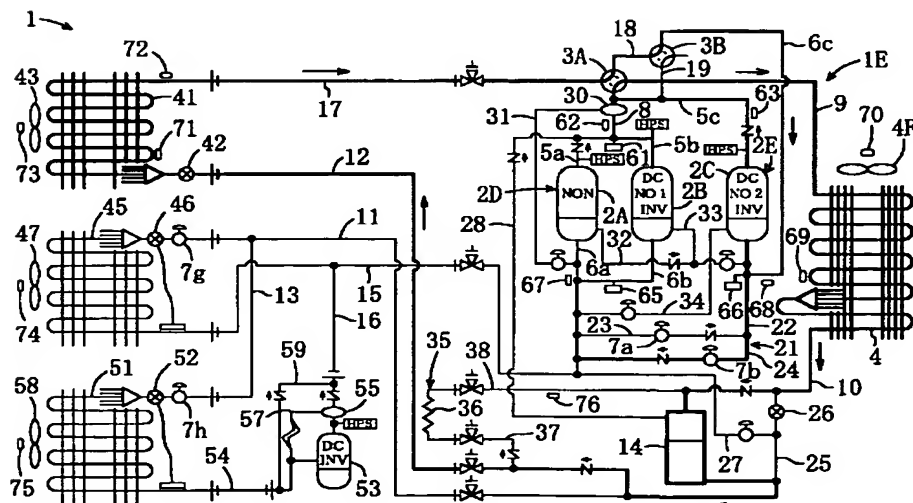 1
72
18
3A
3B
6c
1E
43
41
17
19
63
9
31
30
8
5c
70
4F
62
HPS
71
42
12
5a
HPS
61
5b
HPS
2C
2E
73
2D
NON
2A
DC
NO 1
INV
2B
DC
NO 2
INV
45
46
11
28
33
47
7g
32
69
6a
6b
15
67
65
66
68
74
13
16
34
23
22
7a
21
51
52
59
35
38
7b
24
4
58
7h
57
55
36
76
10
26
HPS
37
14
75
DC
INV
53
27
25
54